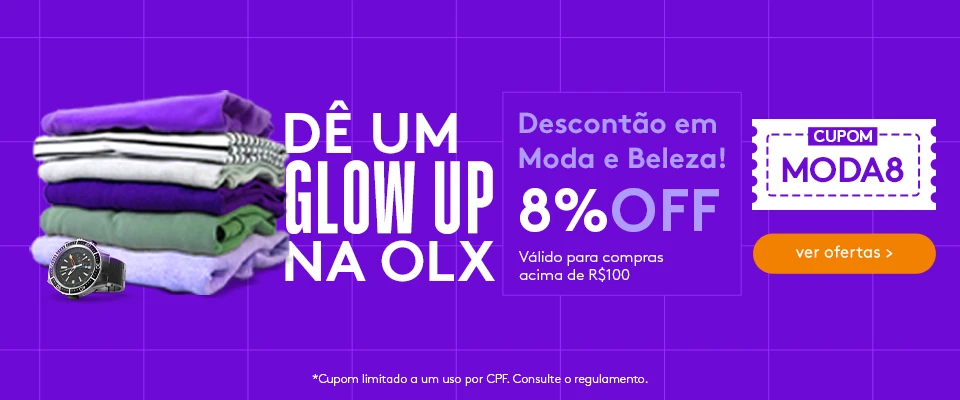 DÊ UM
GLOW UP
NA OLX
Descontão em
Moda e Beleza!
8%OFF
Válido para compras
acima de R$100
CUPOM
MODA8
ver ofertas >
*Cupom limitado a um uso por CPF. Consulte o regulamento.